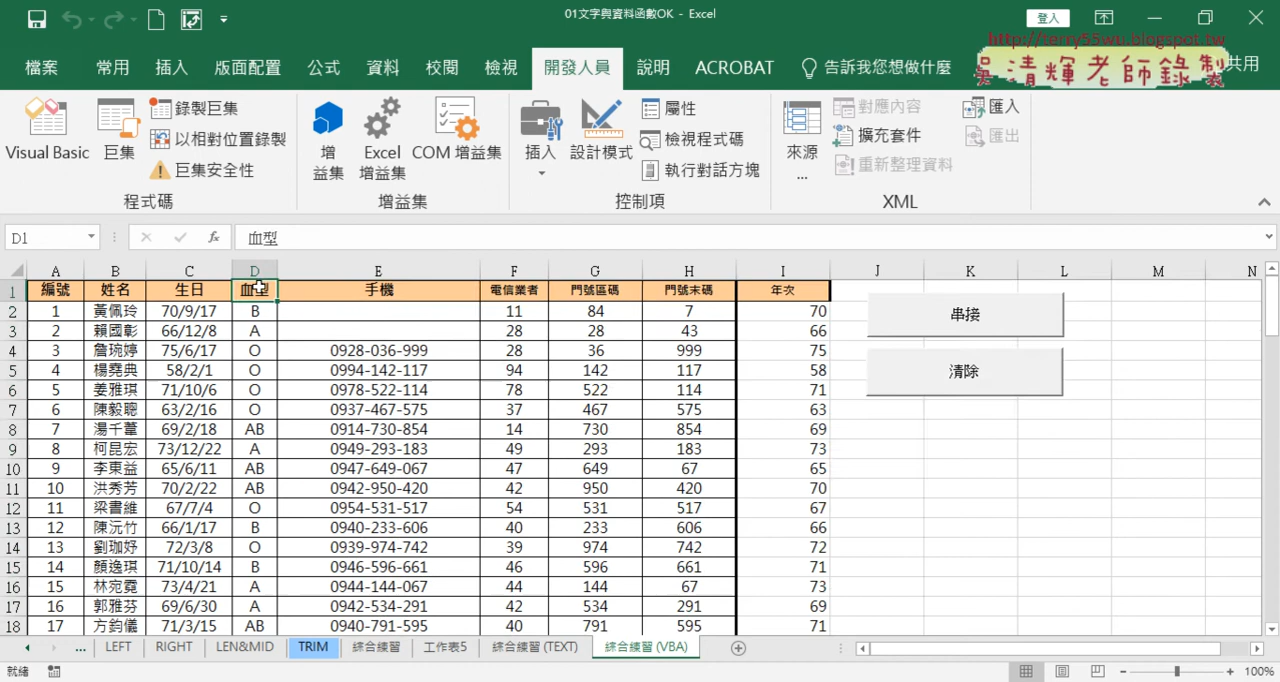 01文字與資料函數OK - Excel
登入
http://terry55wu.blogspot.tw
檔案 常用 插入 版面配置 公式 資料 校閱 檢視 開發人員 說明 ACROBAT 告訴我您想做什麼 共用
吳清輝老師錄製
Visual Basic 巨集 錄製巨集 以相對位置錄製 巨集安全性
程式碼
增益集 Excel 增益集 COM 增益集
增益集
插入 設計模式 屬性 檢視程式碼 執行對話方塊
控制項
來源... 對應內容 擴充套件 重新整理資料 匯入 匯出
XML
D1 fx 血型
A B C D E F G H I J K L M N
1 編號 姓名 生日 血型 手機 電信業者 門號區碼 門號末碼 年次
2 1 黃佩玲 70/9/17 B 11 84 7 70
3 2 賴國彰 66/12/8 A 28 28 43 66
4 3 詹琬婷 75/6/17 O 0928-036-999 28 36 999 75
5 4 楊堯典 58/2/1 O 0994-142-117 94 142 117 58
6 5 姜雅琪 71/10/6 O 0978-522-114 78 522 114 71
7 6 陳毅聰 63/2/16 O 0937-467-575 37 467 575 63
8 7 湯千蕫 69/2/18 AB 0914-730-854 14 730 854 69
9 8 柯昆宏 73/12/22 A 0949-293-183 49 293 183 73
10 9 李東益 65/6/11 AB 0947-649-067 47 649 67 65
11 10 洪秀芳 70/2/22 AB 0942-950-420 42 950 420 70
12 11 梁書維 67/7/4 O 0954-531-517 54 531 517 67
13 12 陳沅竹 66/1/17 B 0940-233-606 40 233 606 66
14 13 劉珈妤 72/3/8 O 0939-974-742 39 974 742 72
15 14 顏逸琪 71/10/14 B 0946-596-661 46 596 661 71
16 15 林宛霓 73/4/21 A 0944-144-067 44 144 67 73
17 16 郭雅芬 69/6/30 A 0942-534-291 42 534 291 69
18 17 方鈞儀 71/3/15 AB 0940-791-595 40 791 595 71
串接
清除
... LEFT RIGHT LEN&MID TRIM 綜合練習 工作表5 綜合練習 (TEXT) 綜合練習 (VBA)
就緒 100%